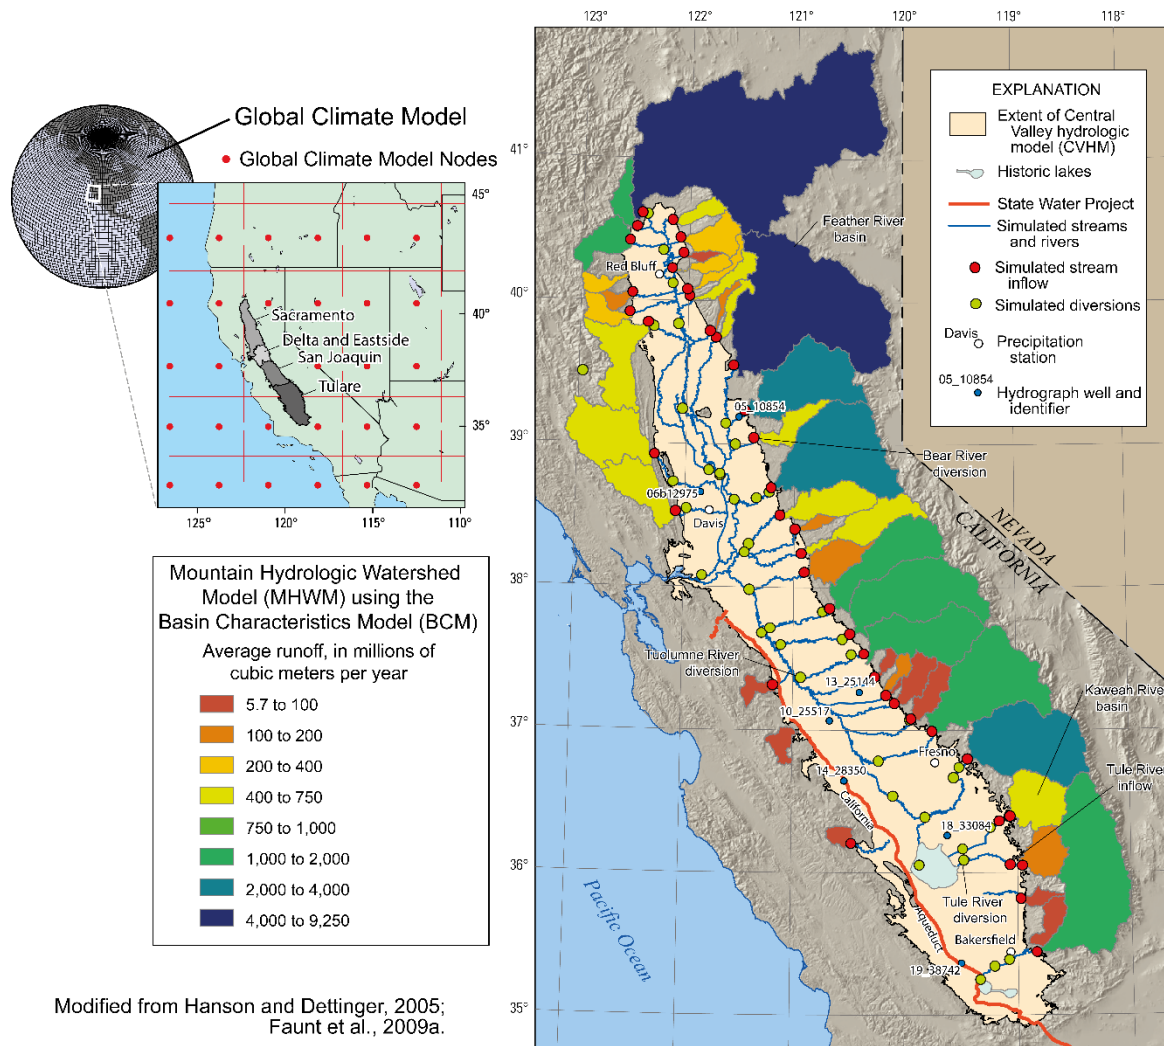 Global Climate Model
Global Climate Model Nodes
45°
40°
35°
125°
120°
115°
110°
Sacramento
Delta and Eastside
San Joaquin
Tulare
Mountain Hydrologic Watershed
Model (MHWM) using the
Basin Characteristics Model (BCM)
Average runoff, in millions of
cubic meters per year
5.7 to 100
100 to 200
200 to 400
400 to 750
750 to 1,000
1,000 to 2,000
2,000 to 4,000
4,000 to 9,250
Modified from Hanson and Dettinger, 2005;
Faunt et al., 2009a.
123°
122°
121°
120°
119°
118°
41°
40°
39°
38°
37°
36°
35°
EXPLANATION
Extent of Central
Valley hydrologic
model (CVHM)
Historic lakes
State Water Project
Simulated streams
and rivers
Simulated stream
inflow
Simulated diversions
Davis
Precipitation
station
05_10854
Hydrograph well and
identifier
Feather River
basin
Red Bluff
05_10854
Bear River
diversion
06b12975
Davis
NEVADA
CALIFORNIA
Tuolumne River
diversion
13_25144
10_25517
Kaweah River
basin
Fresno
Tule River
inflow
14_28350
California
18_33084
Tule River
diversion
Aqueduct
Bakersfield
19_38742
Pacific Ocean